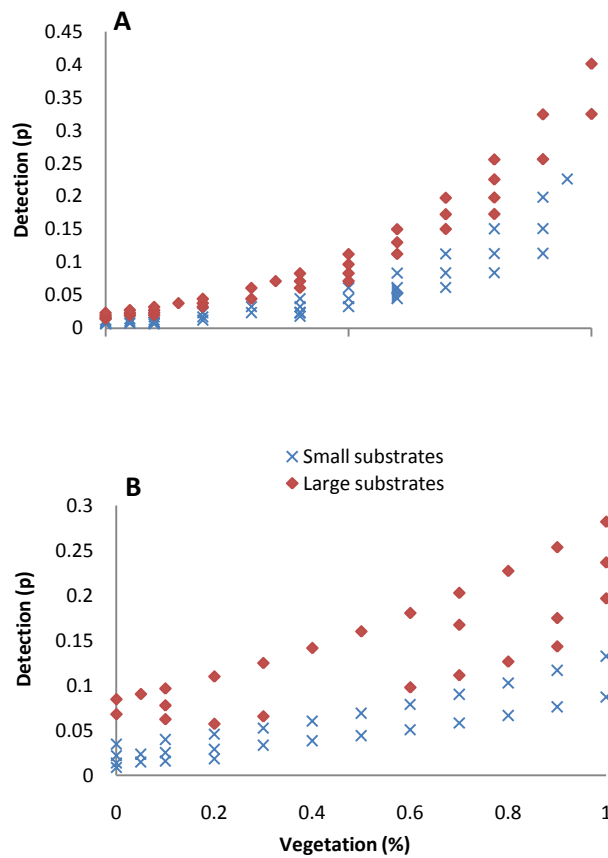 A
0.45
0.4
0.35
0.3
0.25
0.2
0.15
0.1
0.05
0
Detection (p)
Small substrates
Large substrates
B
0.3
0.25
0.2
0.15
0.1
0.05
0
Detection (p)
0 0.2 0.4 0.6 0.8 1
Vegetation (%)